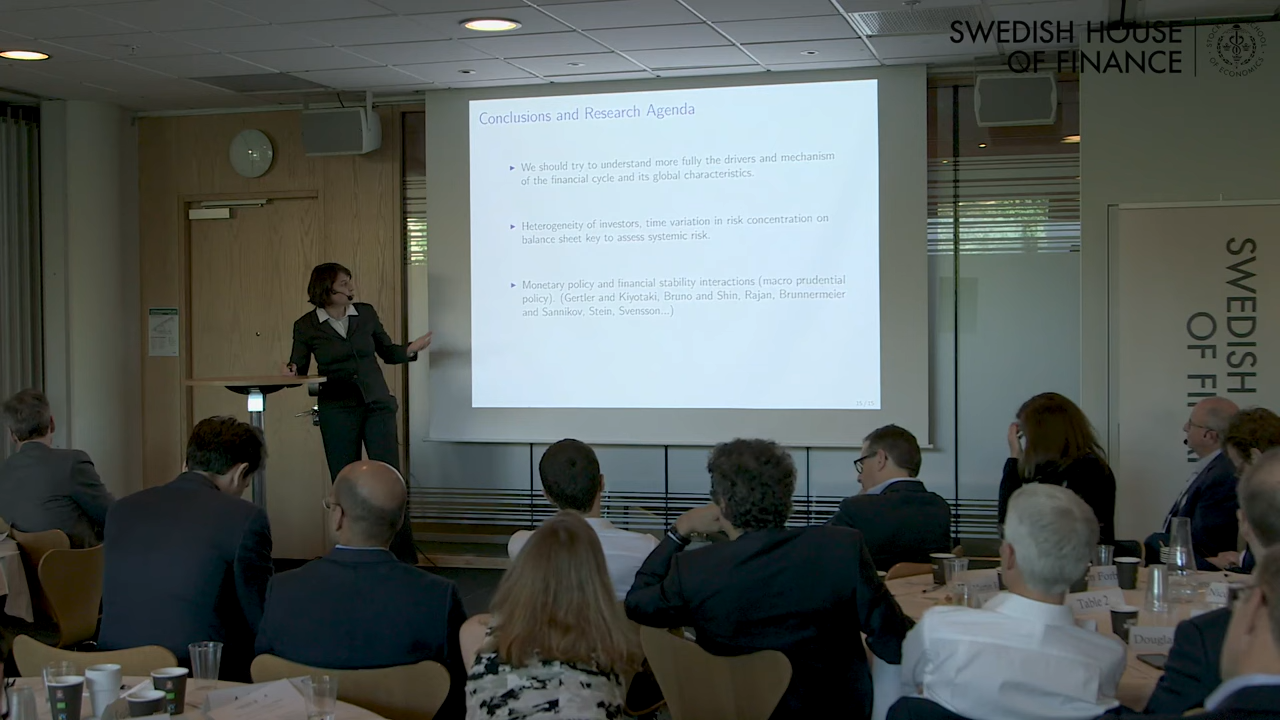 SWEDISH HOUSE
OF FINANCE
Conclusions and Research Agenda
We should try to understand more fully the drivers and mechanism
of the financial cycle and its global characteristics.
Heterogeneity of investors, time variation in risk concentration on
balance sheet key to assess systemic risk.
Monetary policy and financial stability interactions (macro prudential
policy). (Gertler and Kiyotaki, Bruno and Shin, Rajan, Brunnermeier
and Sannikov, Stein, Svensson...)
SWEDISH
OF FIN
Table 2
Douglas